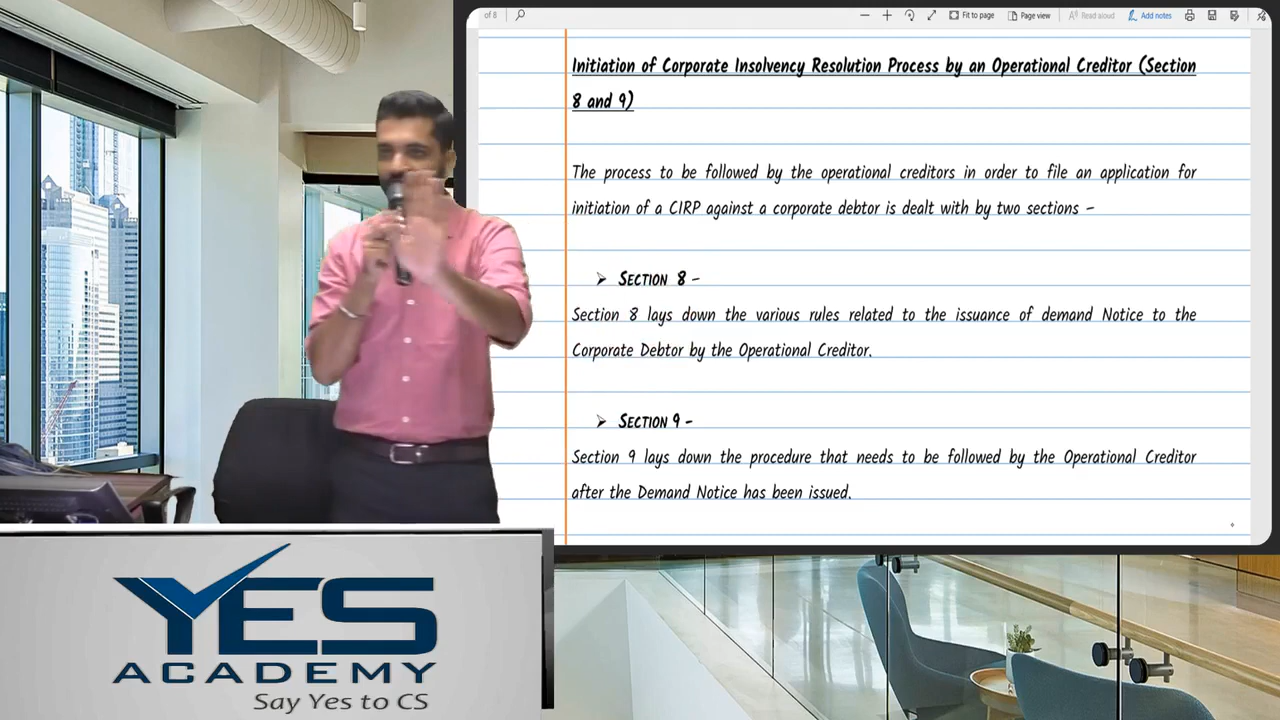 of 8
Fit to page
Page view
Read aloud
Add notes
Initiation of Corporate Insolvency Resolution Process by an Operational Creditor (Section
8 and 9)
The process to be followed by the operational creditors in order to file an application for
initiation of a CIRP against a corporate debtor is dealt with by two sections –
➢ SECTION 8 –
Section 8 lays down the various rules related to the issuance of demand Notice to the
Corporate Debtor by the Operational Creditor.
➢ SECTION 9 –
Section 9 lays down the procedure that needs to be followed by the Operational Creditor
after the Demand Notice has been issued.
YES
ACADEMY
Say Yes to CS